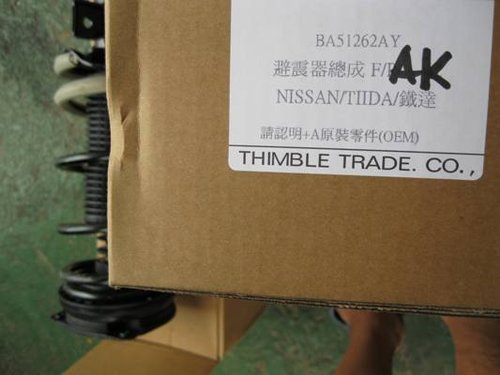 BA51262AY
避震器總成 F/
AK
NISSAN/TIIDA/鐵達
請認明+A原裝零件(OEM)
THIMBLE TRADE. CO.,